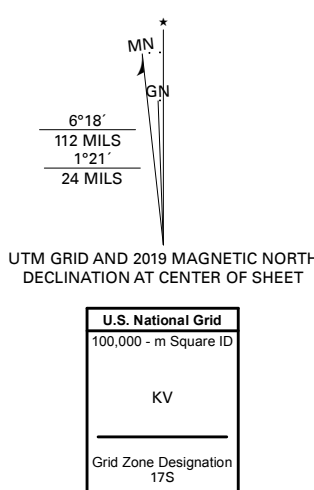 ★
MN
GN
6°18´
112 MILS
1°21´
24 MILS
UTM GRID AND 2019 MAGNETIC NORTH
DECLINATION AT CENTER OF SHEET
U.S. National Grid
100,000 - m Square ID
KV
Grid Zone Designation
17S